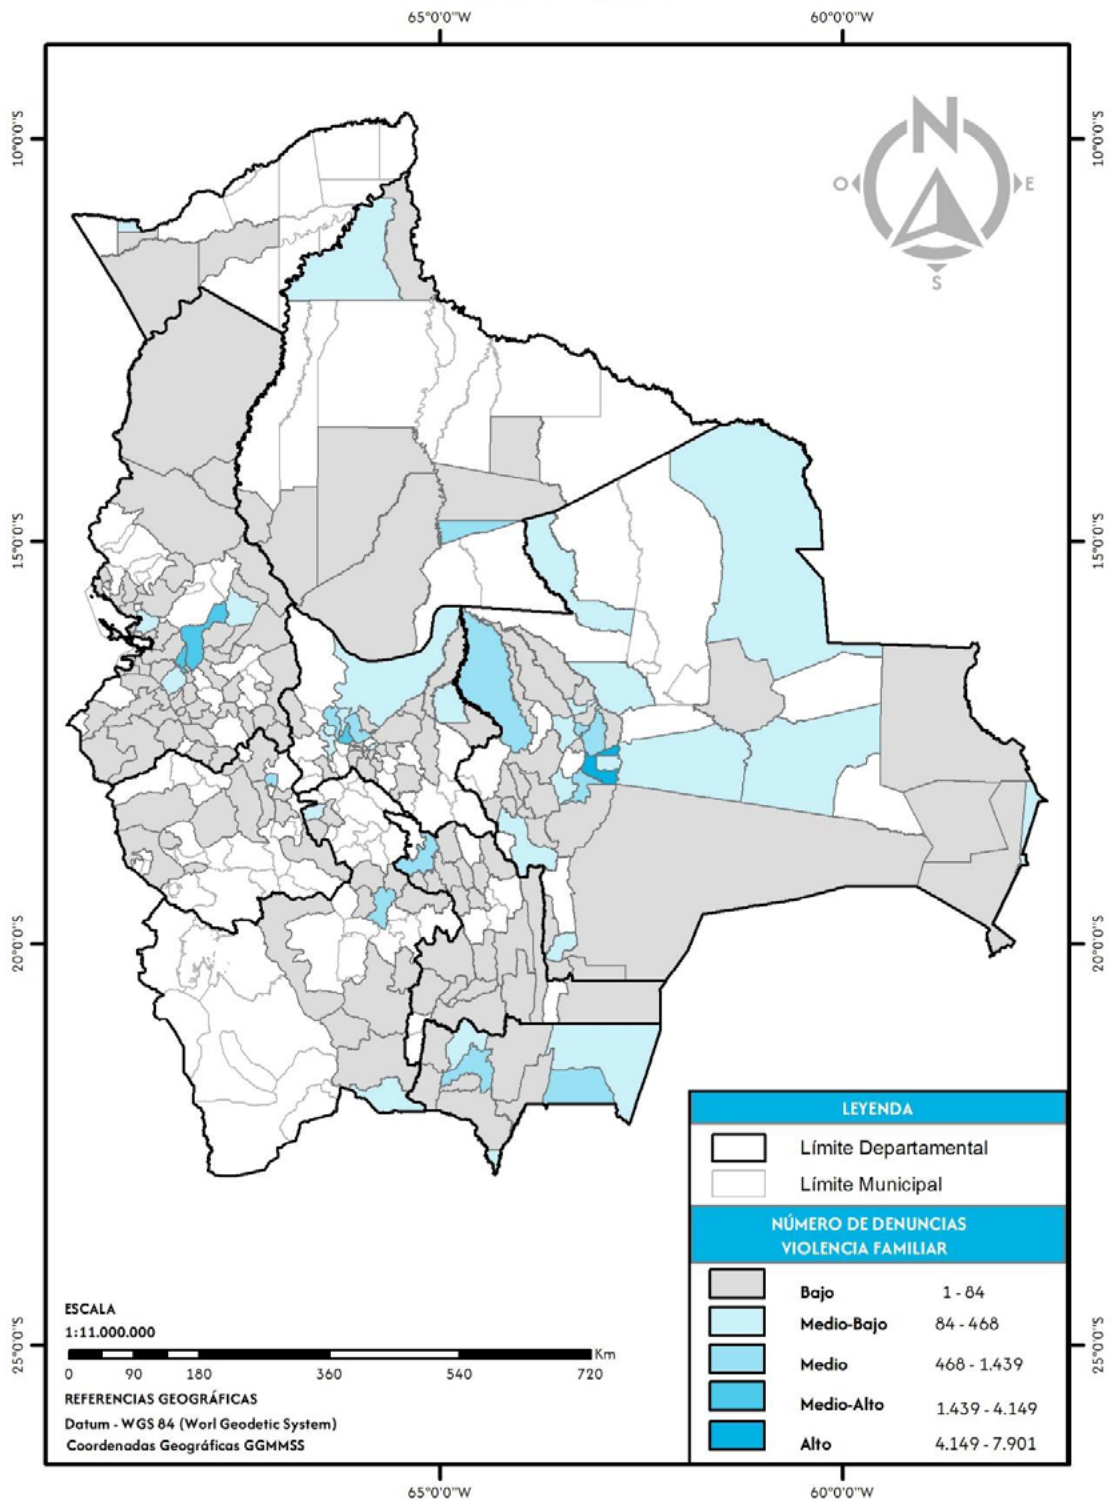 65°0'0"W 60°0'0"W
10°0'0"S 10°0'0"S
N
O E
S
15°0'0"S 15°0'0"S
20°0'0"S 20°0'0"S
25°0'0"S 25°0'0"S
LEYENDA
Límite Departamental
Límite Municipal
NÚMERO DE DENUNCIAS
VIOLENCIA FAMILIAR
Bajo 1 - 84
Medio-Bajo 84 - 468
Medio 468 - 1.439
Medio-Alto 1.439 - 4.149
Alto 4.149 - 7.901
ESCALA
1:11.000.000
Km
0 90 180 360 540 720
REFERENCIAS GEOGRÁFICAS
Datum - WGS 84 (Worl Geodetic System)
Coordenadas Geográficas GGMMSS
65°0'0"W 60°0'0"W